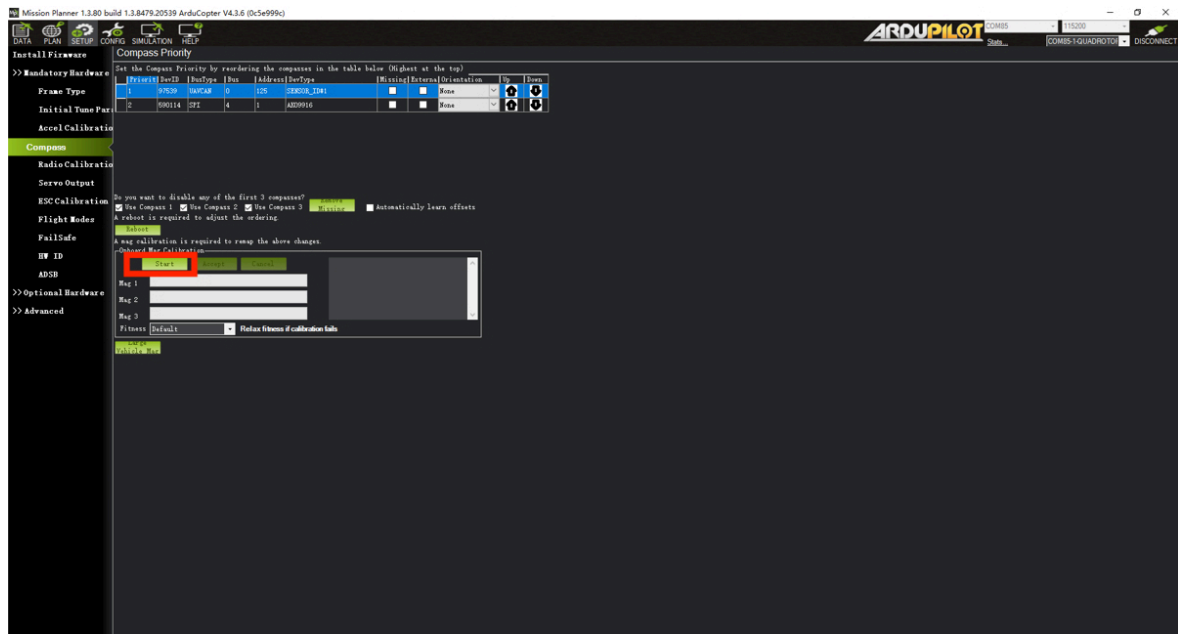 Mission Planner 1.3.80 build 1.3.8479.20539 ArduCopter V4.3.6 (0c5e999c)
DATA PLAN SETUP CONFIG SIMULATION HELP
ARDUPILOT
COM85 115200
Stats...
COM85-1-QUADROTOR
DISCONNECT
Install Firmware
>> Mandatory Hardware
Frame Type
Initial Tune Par
Accel Calibratio
Compass
Radio Calibratio
Servo Output
ESC Calibration
Flight Modes
FailSafe
HW ID
ADSB
>> Optional Hardware
>> Advanced
Compass Priority
Set the Compass Priority by reordering the compasses in the table below (Highest at the top)
Priorit DevID BusType Bus Address DevType Missing Externa Orientation Up Down
1 97539 UAVCAN 0 125 SENSOR_ID#1 None
2 590114 SPI 4 1 None
Do you want to disable any of the first 3 compasses?
Use Compass 1 Use Compass 2 Use Compass 3 Remove Missing Automatically learn offsets
A reboot is required to adjust the ordering.
Reboot
A mag calibration is required to remap the above changes.
Onboard Mag Calibration
Start Accept Cancel
Mag 1
Mag 2
Mag 3
Fitness Default Relax fitness if calibration fails
Large
Vehicle Mag